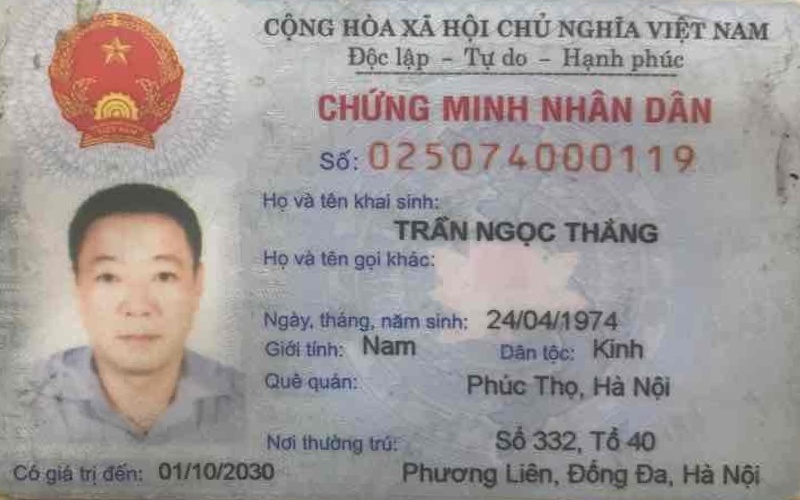 CỘNG HÒA XÃ HỘI CHỦ NGHĨA VIỆT NAM
Độc lập - Tự do - Hạnh phúc
CHỨNG MINH NHÂN DÂN
Số: 025074000119
Họ và tên khai sinh:
TRẦN NGỌC THẮNG
Họ và tên gọi khác:
Ngày, tháng, năm sinh: 24/04/1974
Giới tính: Nam Dân tộc: Kinh
Quê quán: Phúc Thọ, Hà Nội
Nơi thường trú: Số 332, Tổ 40
Có giá trị đến: 01/10/2030 Phương Liên, Đống Đa, Hà Nội